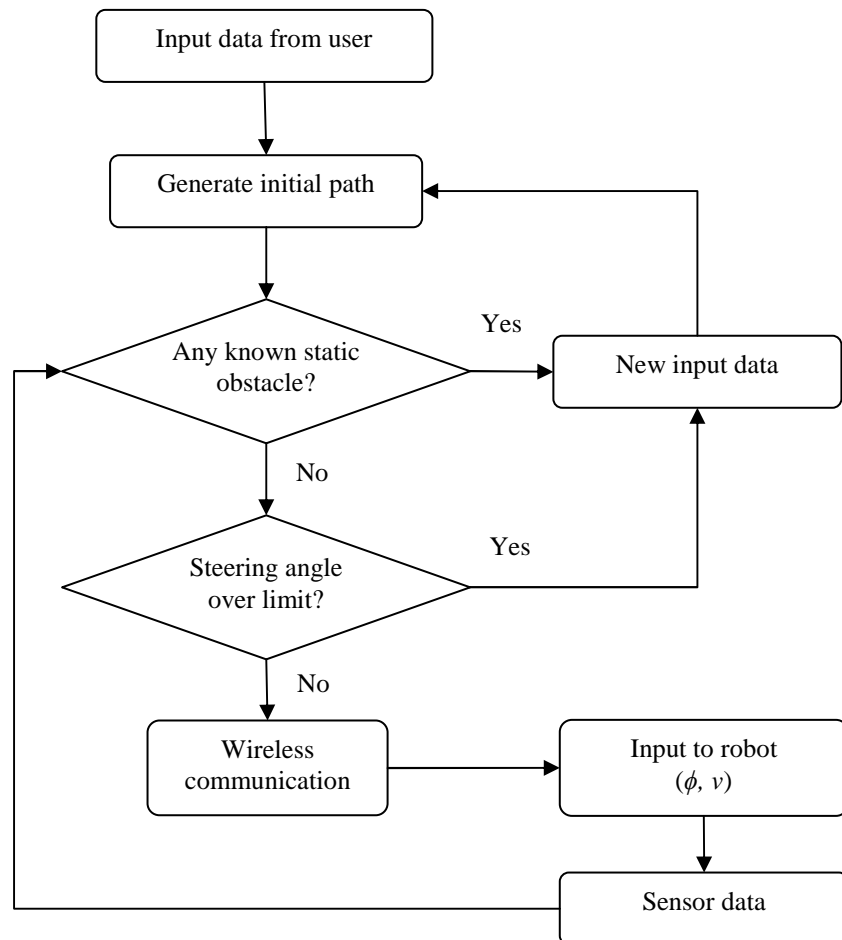 Input data from user
Generate initial path
Yes
Any known static
obstacle?
New input data
No
Yes
Steering angle
over limit?
No
Wireless
communication
Input to robot
(ϕ, v)
Sensor data